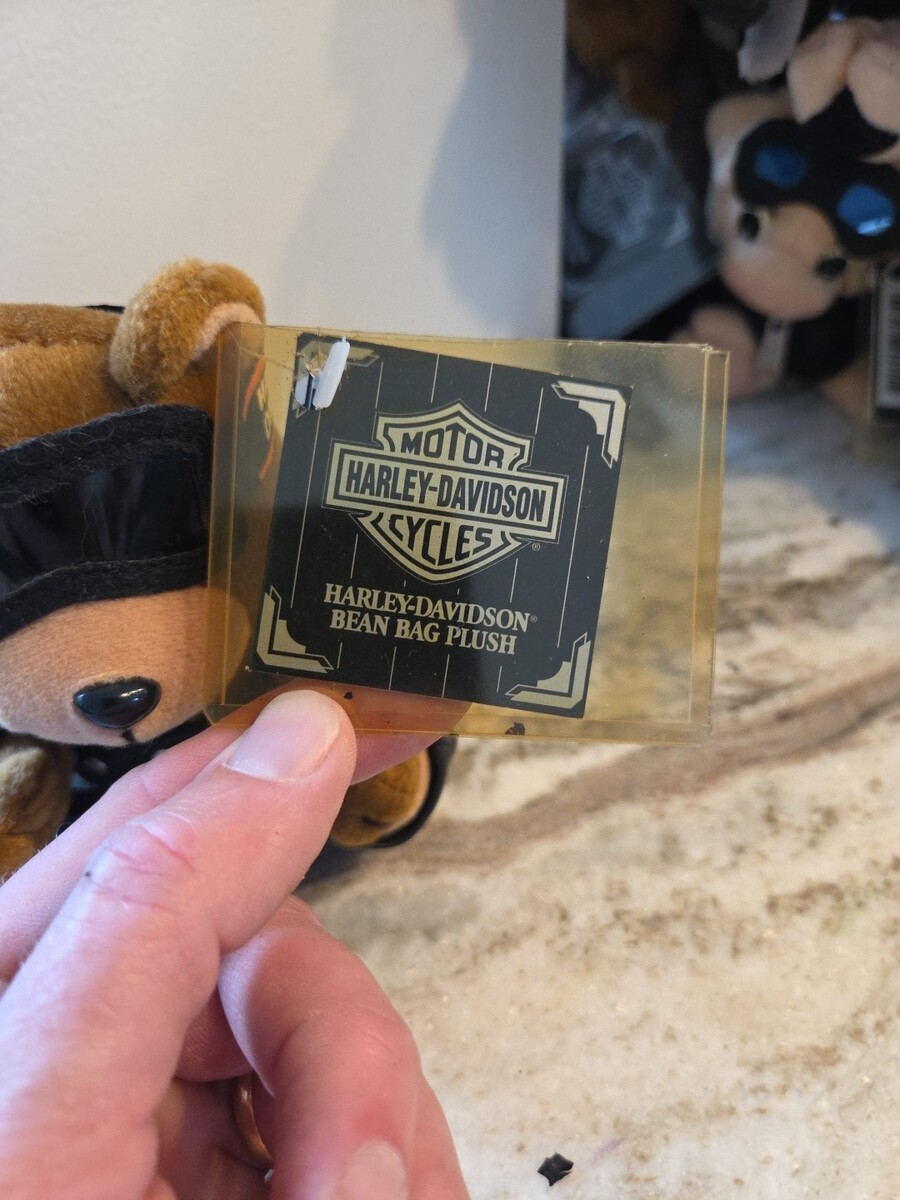 MOTOR
HARLEY-DAVIDSON
CYCLES
®
HARLEY-DAVIDSON®
BEAN BAG PLUSH